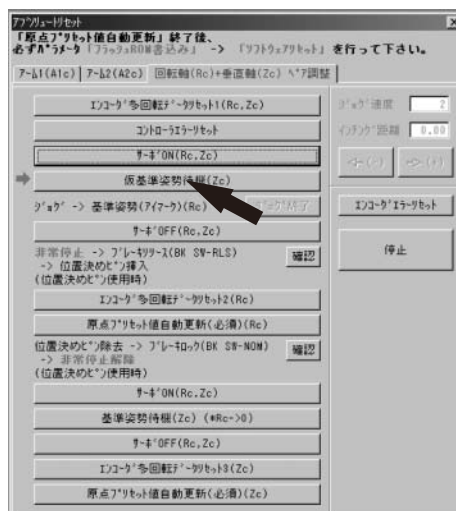 アブソリュートリセット
「原点プリセット値自動更新」終了後、
必ずパラメータ「フラッシュROM書込み」 -> 「ソフトウェアリセット」を行って下さい。
アーム1(A1c) アーム2(A2c) 回転軸(Rc)+垂直軸(Zc) ペア調整
エンコーダ多回転データリセット1(Rc,Zc)
コントローラエラーリセット
サーボON(Rc,Zc)
仮基準姿勢待機(Zc)
ジョグ -> 基準姿勢(アイマーク)(Rc) ジョグ終了
サーボOFF(Rc,Zc)
非常停止 -> ブレーキリリース(BK SW-RLS)
-> 位置決めピン挿入
(位置決めピン使用時)
確認
エンコーダ多回転データリセット2(Rc)
原点プリセット値自動更新(必須)(Rc)
位置決めピン除去 -> ブレーキロック(BK SW-NOM)
-> 非常停止解除
(位置決めピン使用時)
確認
サーボON(Rc,Zc)
基準姿勢待機(Zc) (*Rc->0)
サーボOFF(Rc,Zc)
エンコーダ多回転データリセット3(Zc)
原点プリセット値自動更新(必須)(Zc)
ジョグ速度 2
インチング距離 0.00
<-(-) ->(+)
エンコーダエラーリセット
停止